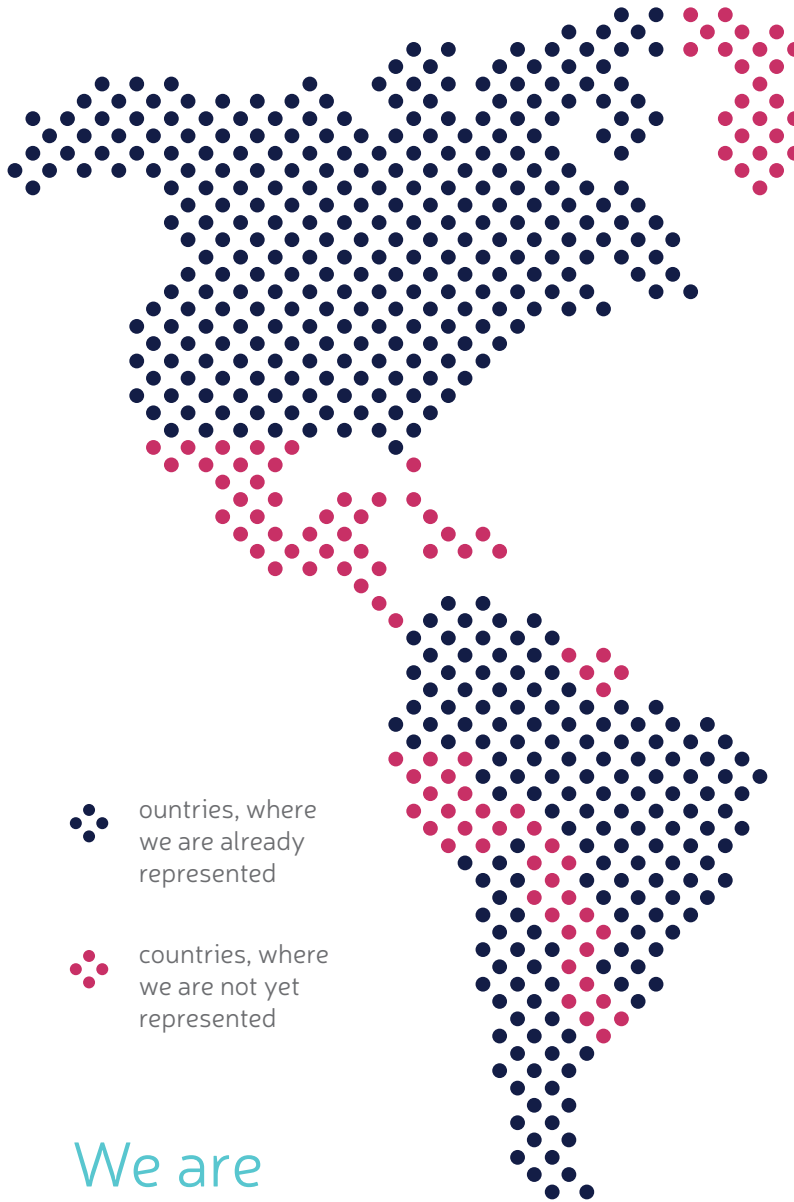 ountries, where
we are already
represented
countries, where
we are not yet
represented
We are